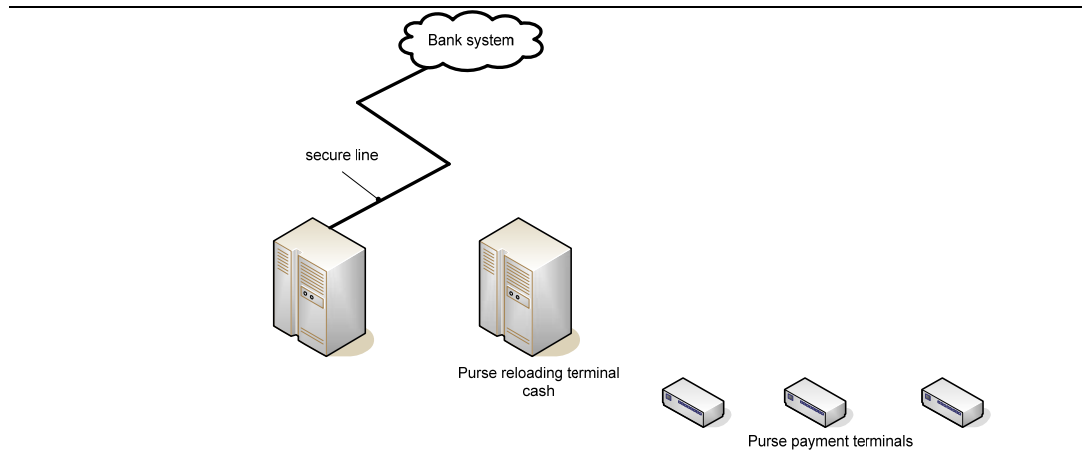 Bank system
secure line
Purse reloading terminal
cash
Purse payment terminals